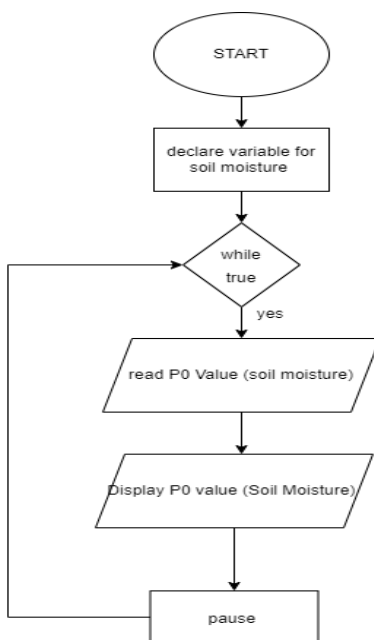 START
declare variable for
soil moisture
while
true
yes
read P0 Value (soil moisture)
Display P0 value (Soil Moisture)
pause